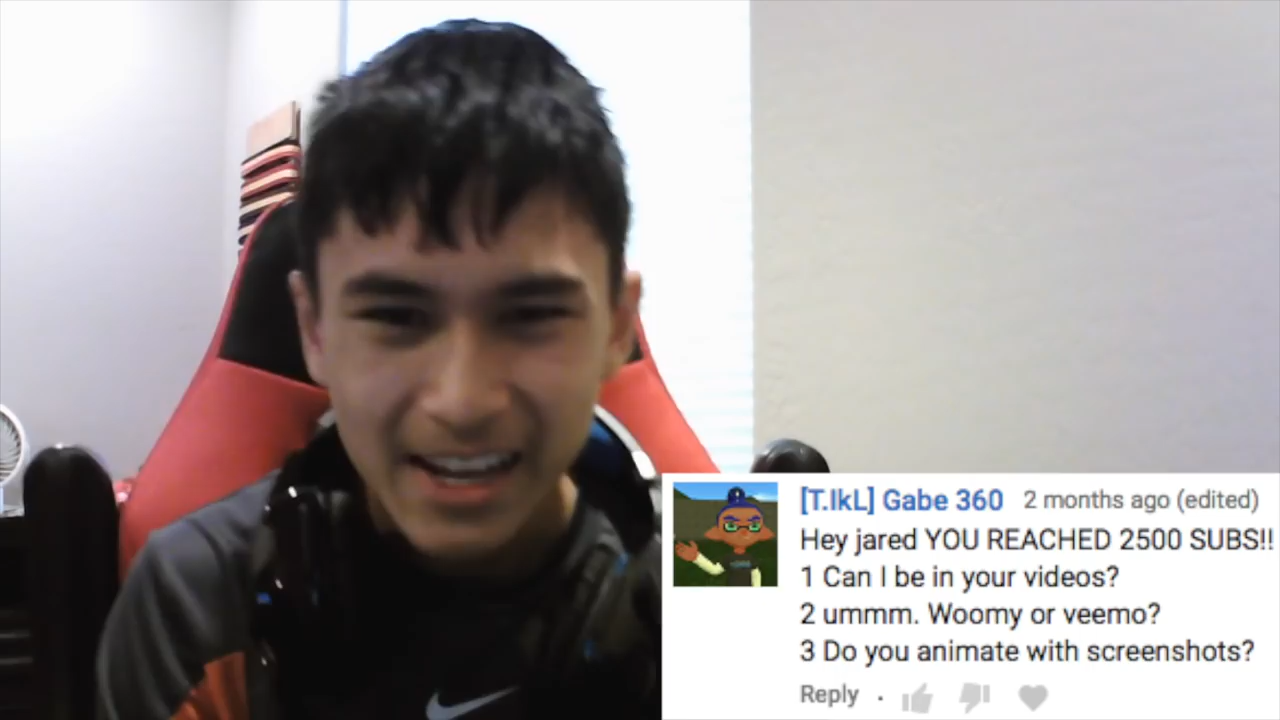 [T.IkL] Gabe 360 2 months ago (edited)
Hey jared YOU REACHED 2500 SUBS!!
1 Can I be in your videos?
2 ummm. Woomy or veemo?
3 Do you animate with screenshots?
Reply